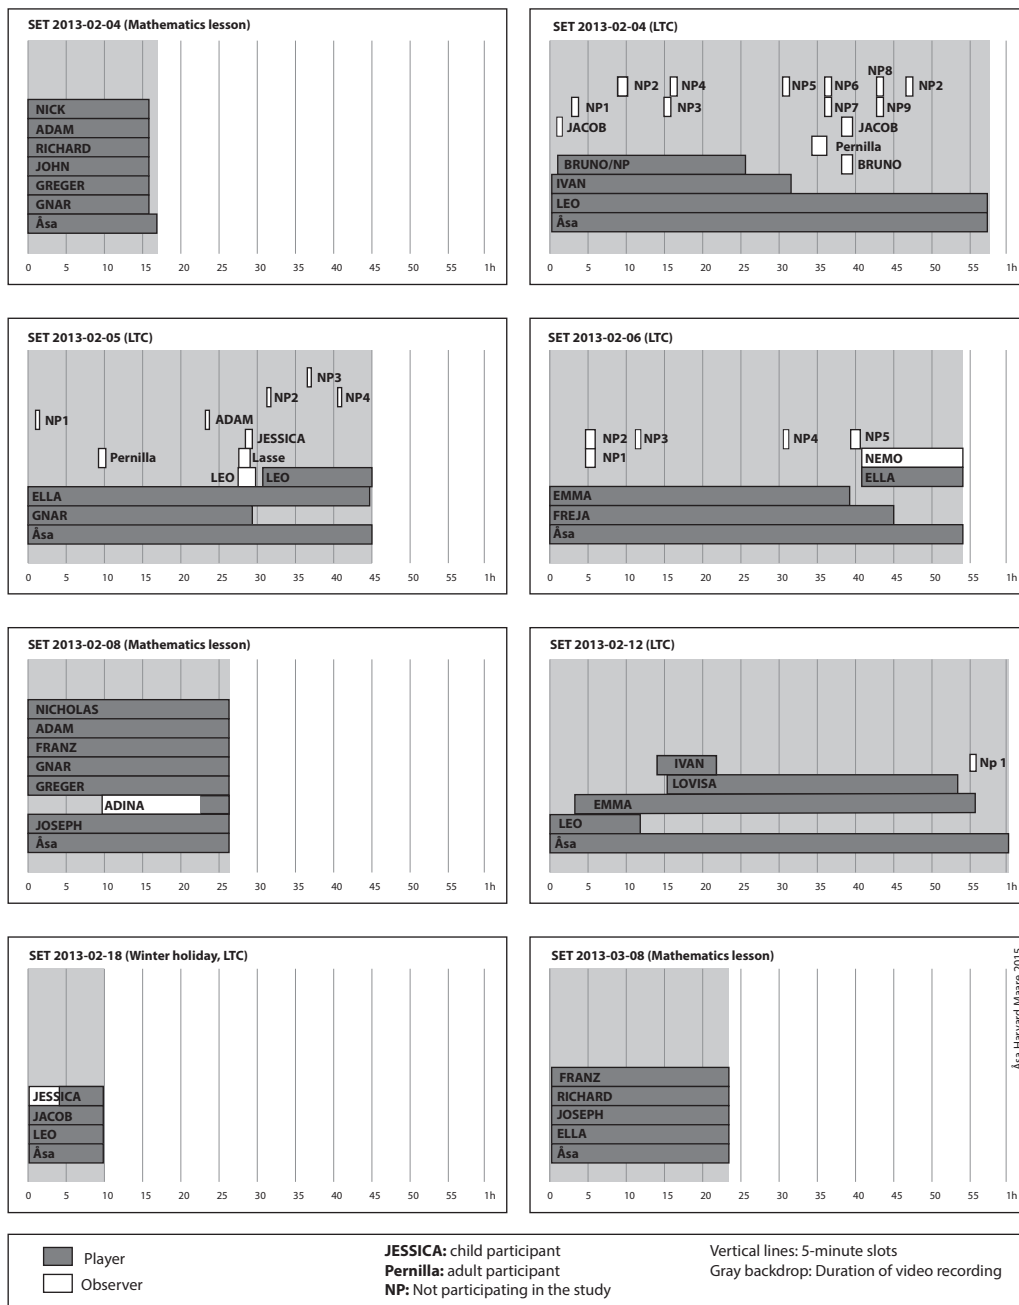 SET 2013-02-04 (Mathematics lesson)
NICK
ADAM
RICHARD
JOHN
GREGER
GNAR
Åsa
0 5 10 15 20 25 30 35 40 45 50 55 1h
SET 2013-02-04 (LTC)
NP8
NP2 NP4 NP5 NP6 NP2
NP1 NP3 NP7 NP9
JACOB JACOB
Pernilla
BRUNO/NP BRUNO
IVAN
LEO
Åsa
0 5 10 15 20 25 30 35 40 45 50 55 1h
SET 2013-02-05 (LTC)
NP3
NP2 NP4
NP1 ADAM
JESSICA
Pernilla Lasse
LEO LEO
ELLA
GNAR
Åsa
0 5 10 15 20 25 30 35 40 45 50 55 1h
SET 2013-02-06 (LTC)
NP2 NP3 NP4 NP5
NP1 NEMO
ELLA
EMMA
FREJA
Åsa
0 5 10 15 20 25 30 35 40 45 50 55 1h
SET 2013-02-08 (Mathematics lesson)
NICHOLAS
ADAM
FRANZ
GNAR
GREGER
ADINA
JOSEPH
Åsa
0 5 10 15 20 25 30 35 40 45 50 55 1h
SET 2013-02-12 (LTC)
IVAN Np 1
LOVISA
EMMA
LEO
Åsa
0 5 10 15 20 25 30 35 40 45 50 55 1h
SET 2013-02-18 (Winter holiday, LTC)
JESSICA
JACOB
LEO
Åsa
0 5 10 15 20 25 30 35 40 45 50 55 1h
SET 2013-03-08 (Mathematics lesson)
FRANZ
RICHARD
JOSEPH
ELLA
Åsa
0 5 10 15 20 25 30 35 40 45 50 55 1h
Åsa Harvard Maare 2015
Player
Observer
JESSICA: child participant
Pernilla: adult participant
NP: Not participating in the study
Vertical lines: 5-minute slots
Gray backdrop: Duration of video recording